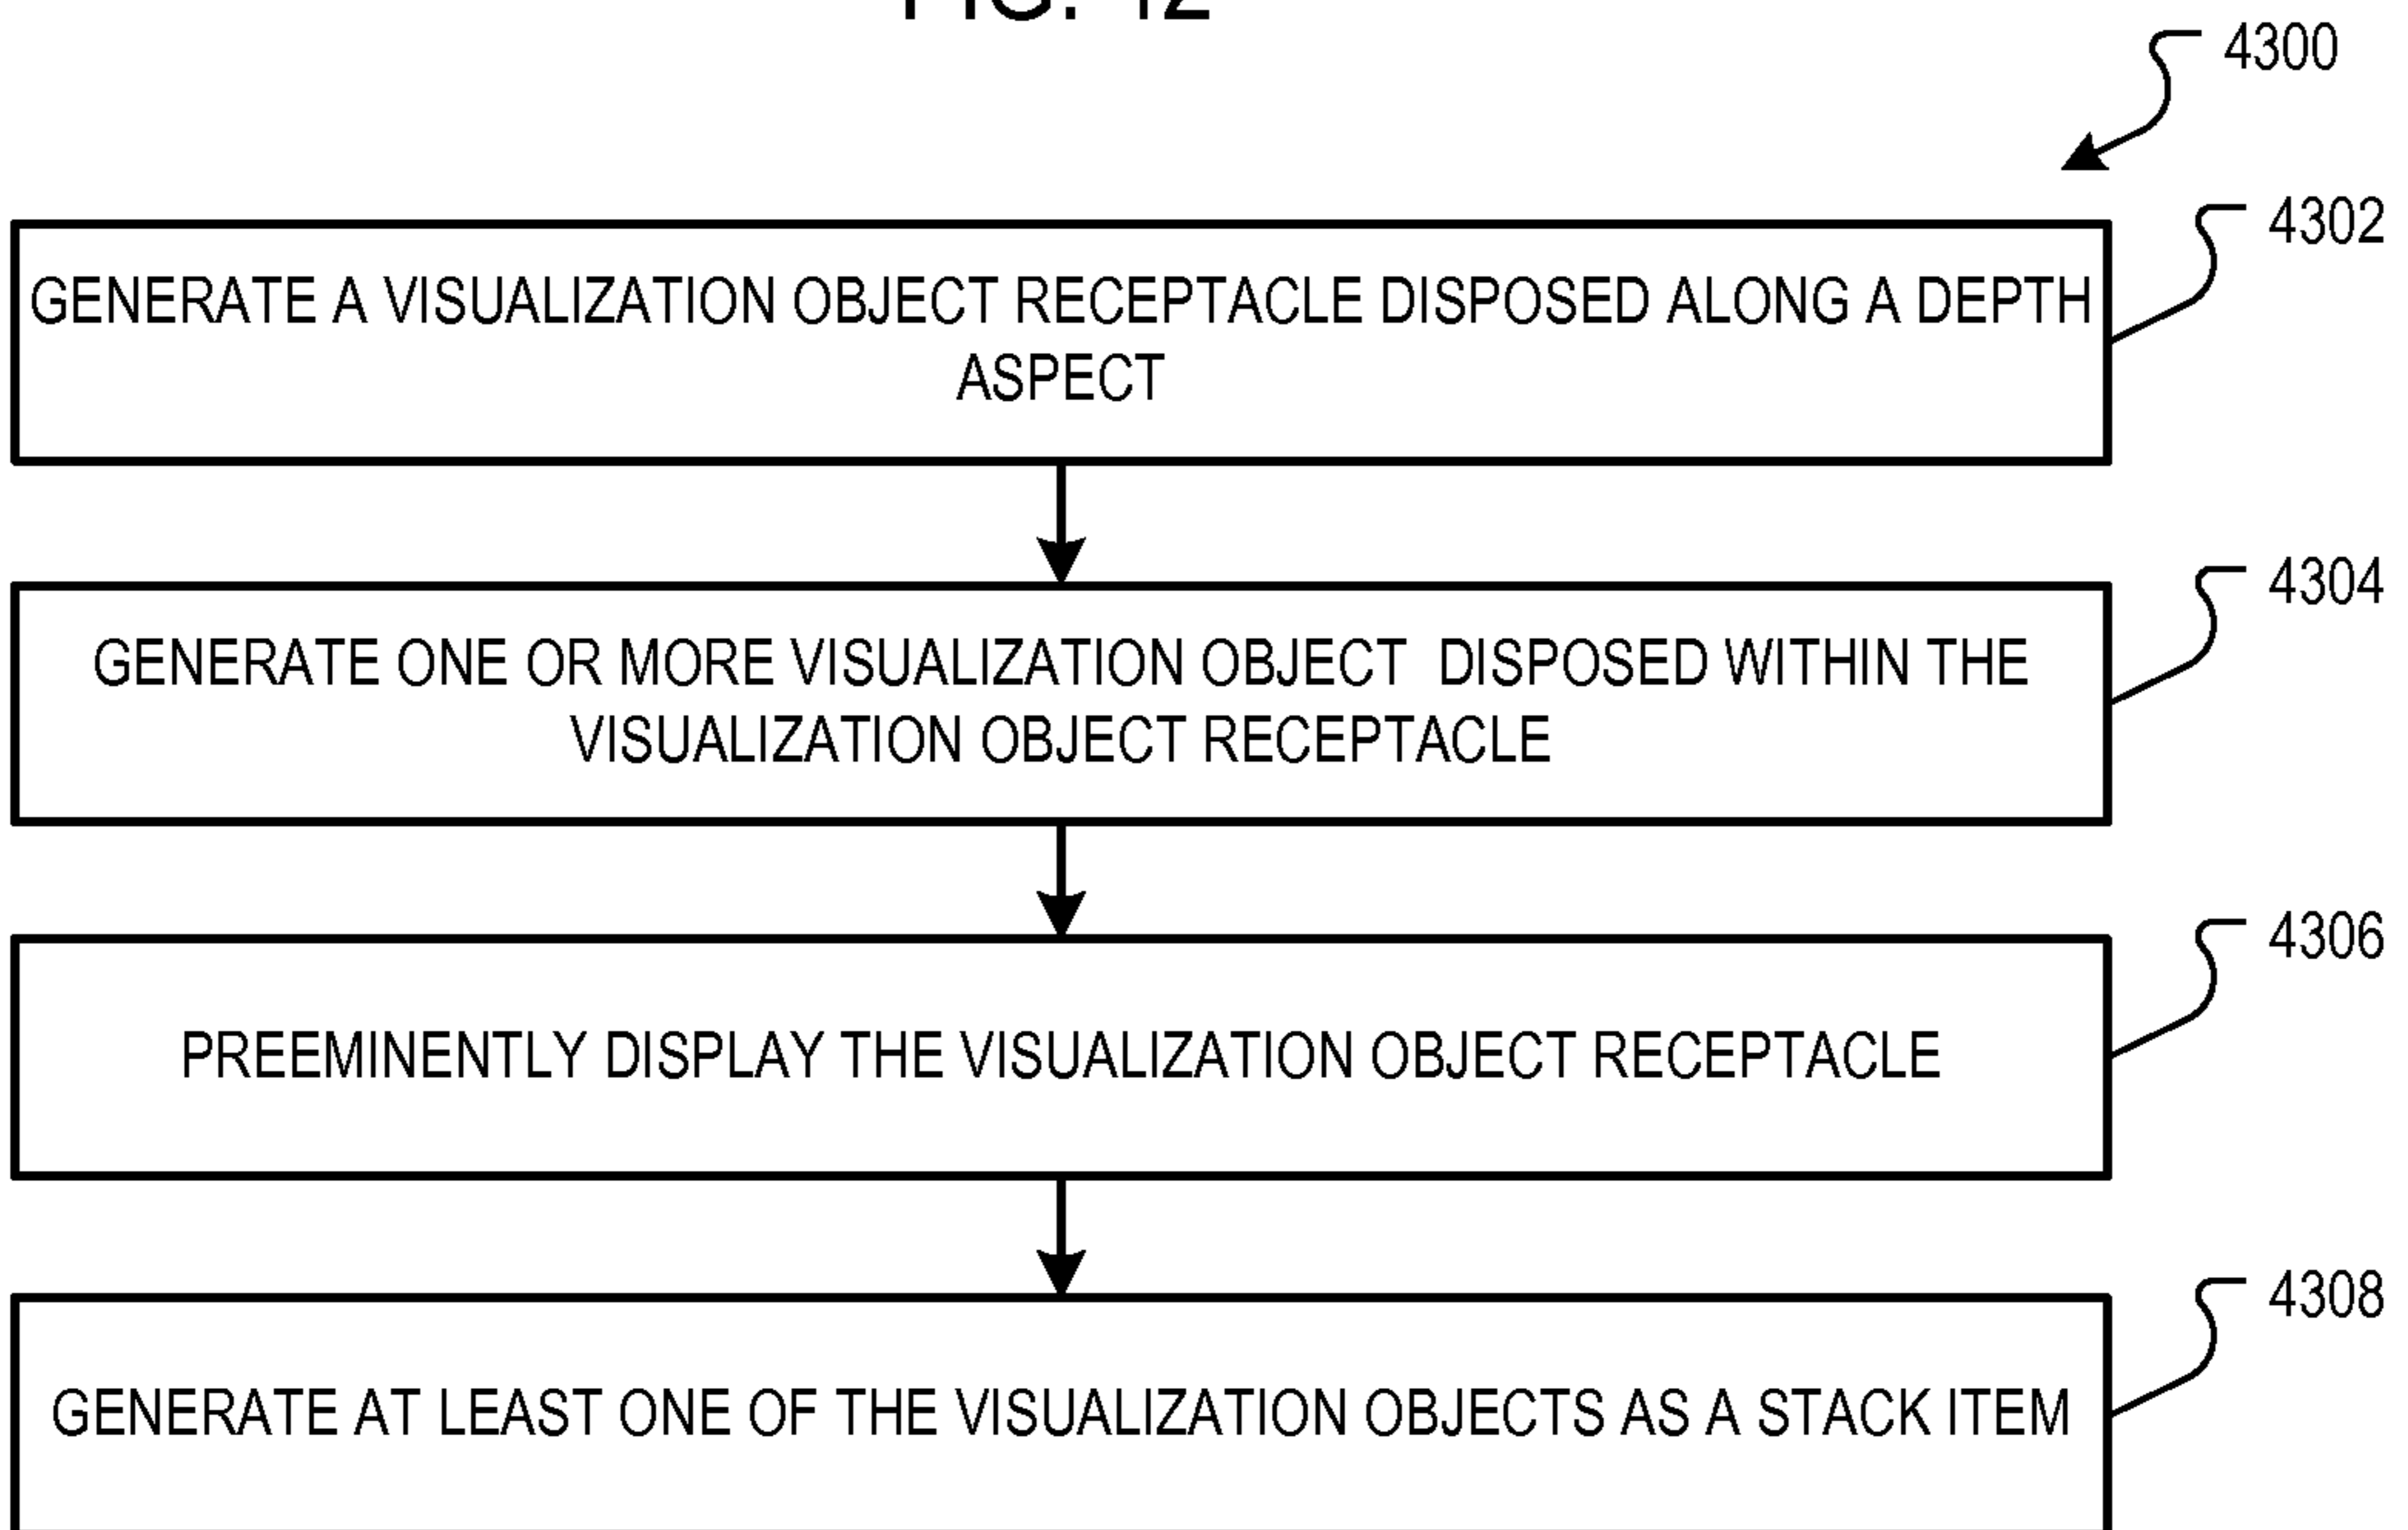 FIG. 42
4300
4302
GENERATE A VISUALIZATION OBJECT RECEPTACLE DISPOSED ALONG A DEPTH
ASPECT
4304
GENERATE ONE OR MORE VISUALIZATION OBJECT DISPOSED WITHIN THE
VISUALIZATION OBJECT RECEPTACLE
4306
PREEMINENTLY DISPLAY THE VISUALIZATION OBJECT RECEPTACLE
4308
GENERATE AT LEAST ONE OF THE VISUALIZATION OBJECTS AS A STACK ITEM